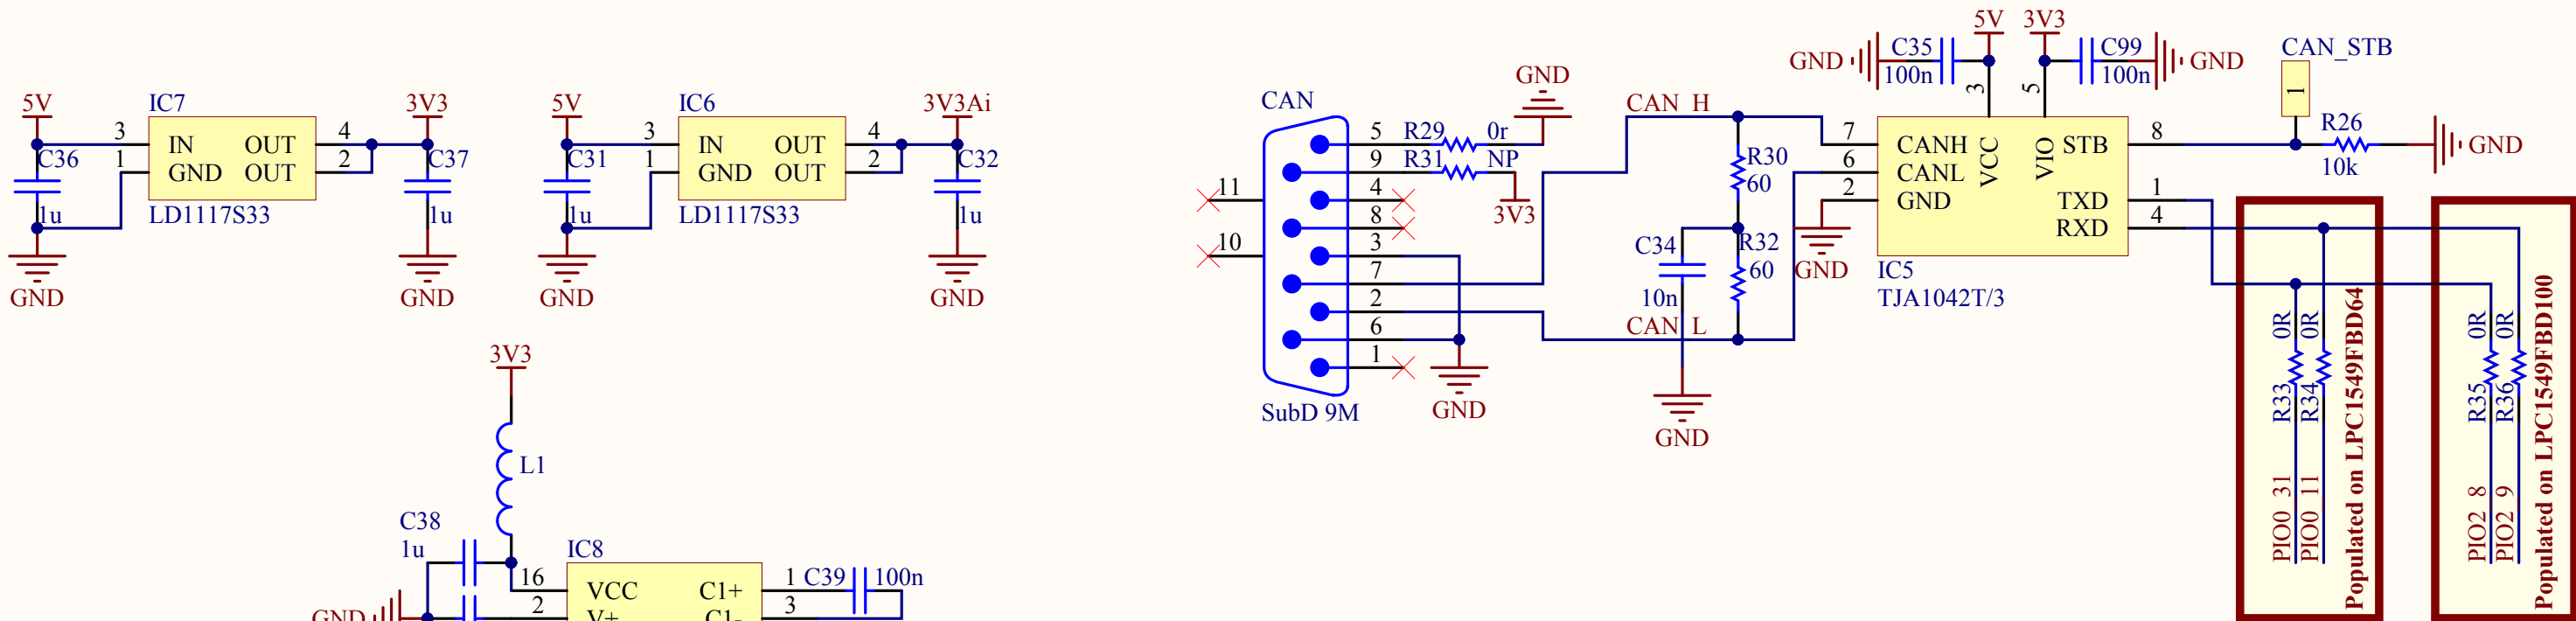 5V
IC7
3V3
3
IN
OUT
4
1
GND
OUT
2
C36
1u
LD1117S33
C37
1u
GND
GND
5V
IC6
3V3Ai
3
IN
OUT
4
1
GND
OUT
2
C31
1u
LD1117S33
C32
1u
GND
GND
3V3
L1
C38
1u
IC8
16
VCC
C1+
1
C39
100n
2
V+
C1-
3
GND
CAN
11
10
5
9
4
8
3
7
2
6
1
SubD 9M
R29
0r
R31
NP
GND
3V3
GND
CAN_H
CAN_L
R30
60
R32
60
C34
10n
GND
GND
C35
100n
5V
3V3
C99
100n
GND
3
5
7
CANH
VCC
VIO
STB
8
6
CANL
2
GND
TXD
1
RXD
4
GND
IC5
TJA1042T/3
CAN_STB
1
R26
10k
GND
R33 0R
R34 0R
PIO0_31
PIO0_11
Populated on LPC1549FBD64
R35 0R
R36 0R
PIO2_8
PIO2_9
Populated on LPC1549FBD100